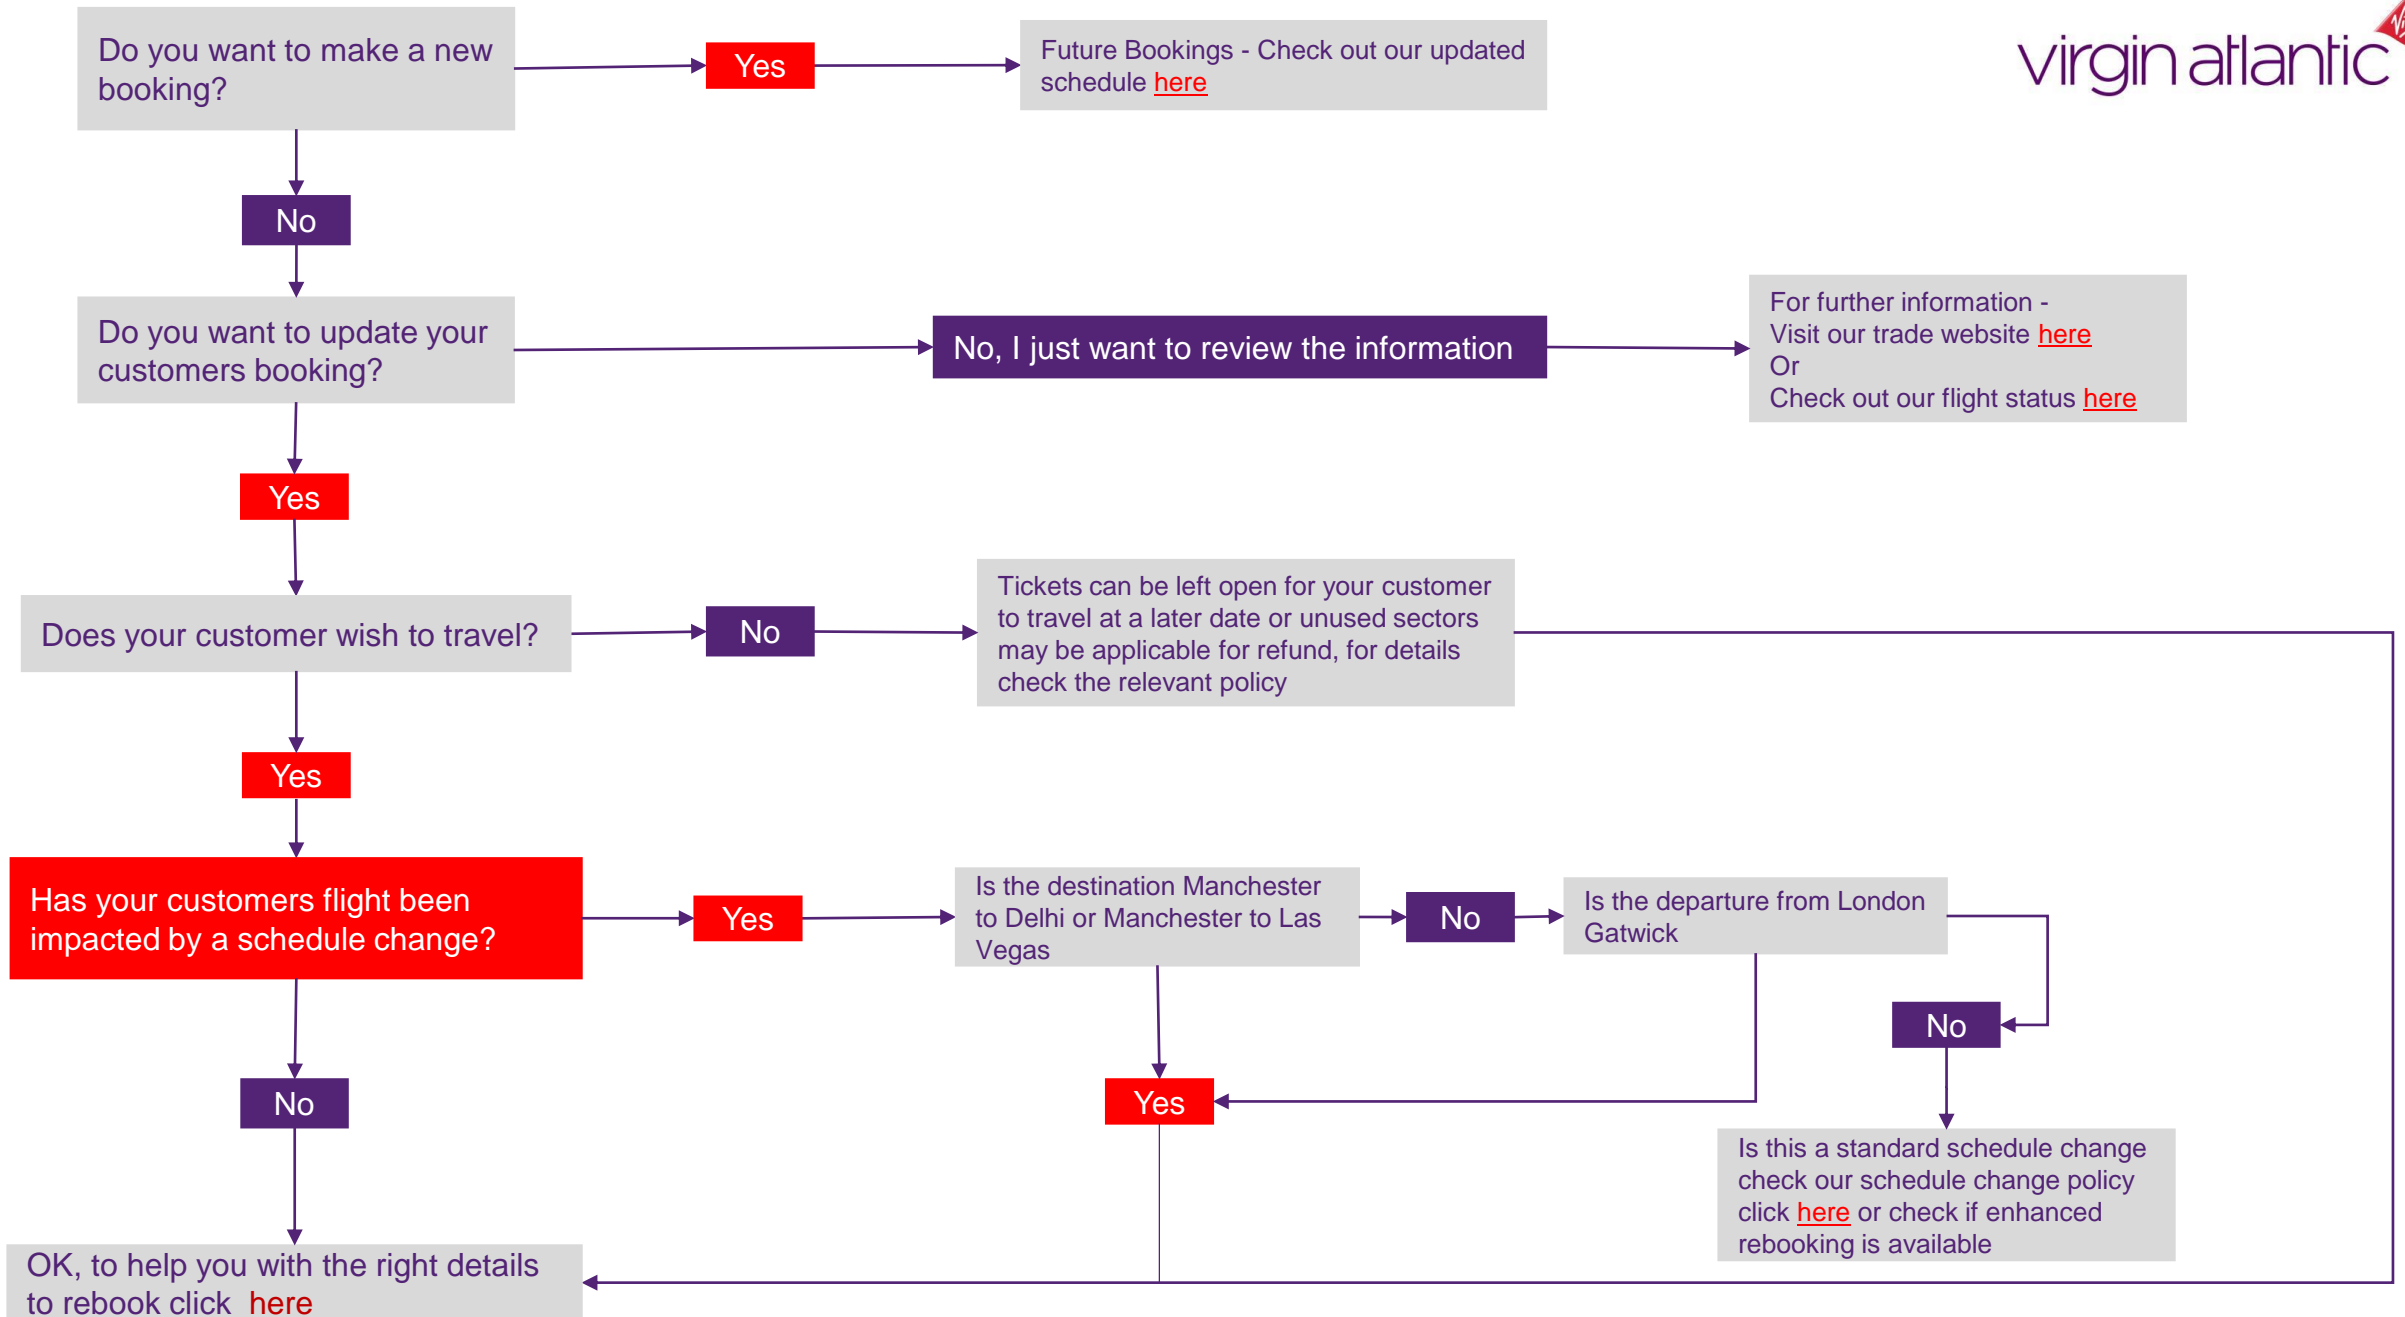 Do you want to make a new
booking?
Yes
Future Bookings - Check out our updated
schedule here
virgin atlantic
No
Do you want to update your
customers booking?
No, I just want to review the information
For further information -
Visit our trade website here
Or
Check out our flight status here
Yes
Does your customer wish to travel?
No
Tickets can be left open for your customer
to travel at a later date or unused sectors
may be applicable for refund, for details
check the relevant policy
Yes
Has your customers flight been
impacted by a schedule change?
Yes
Is the destination Manchester
to Delhi or Manchester to Las
Vegas
No
Is the departure from London
Gatwick
No
No
Yes
Is this a standard schedule change
check our schedule change policy
click here or check if enhanced
rebooking is available
OK, to help you with the right details
to rebook click here